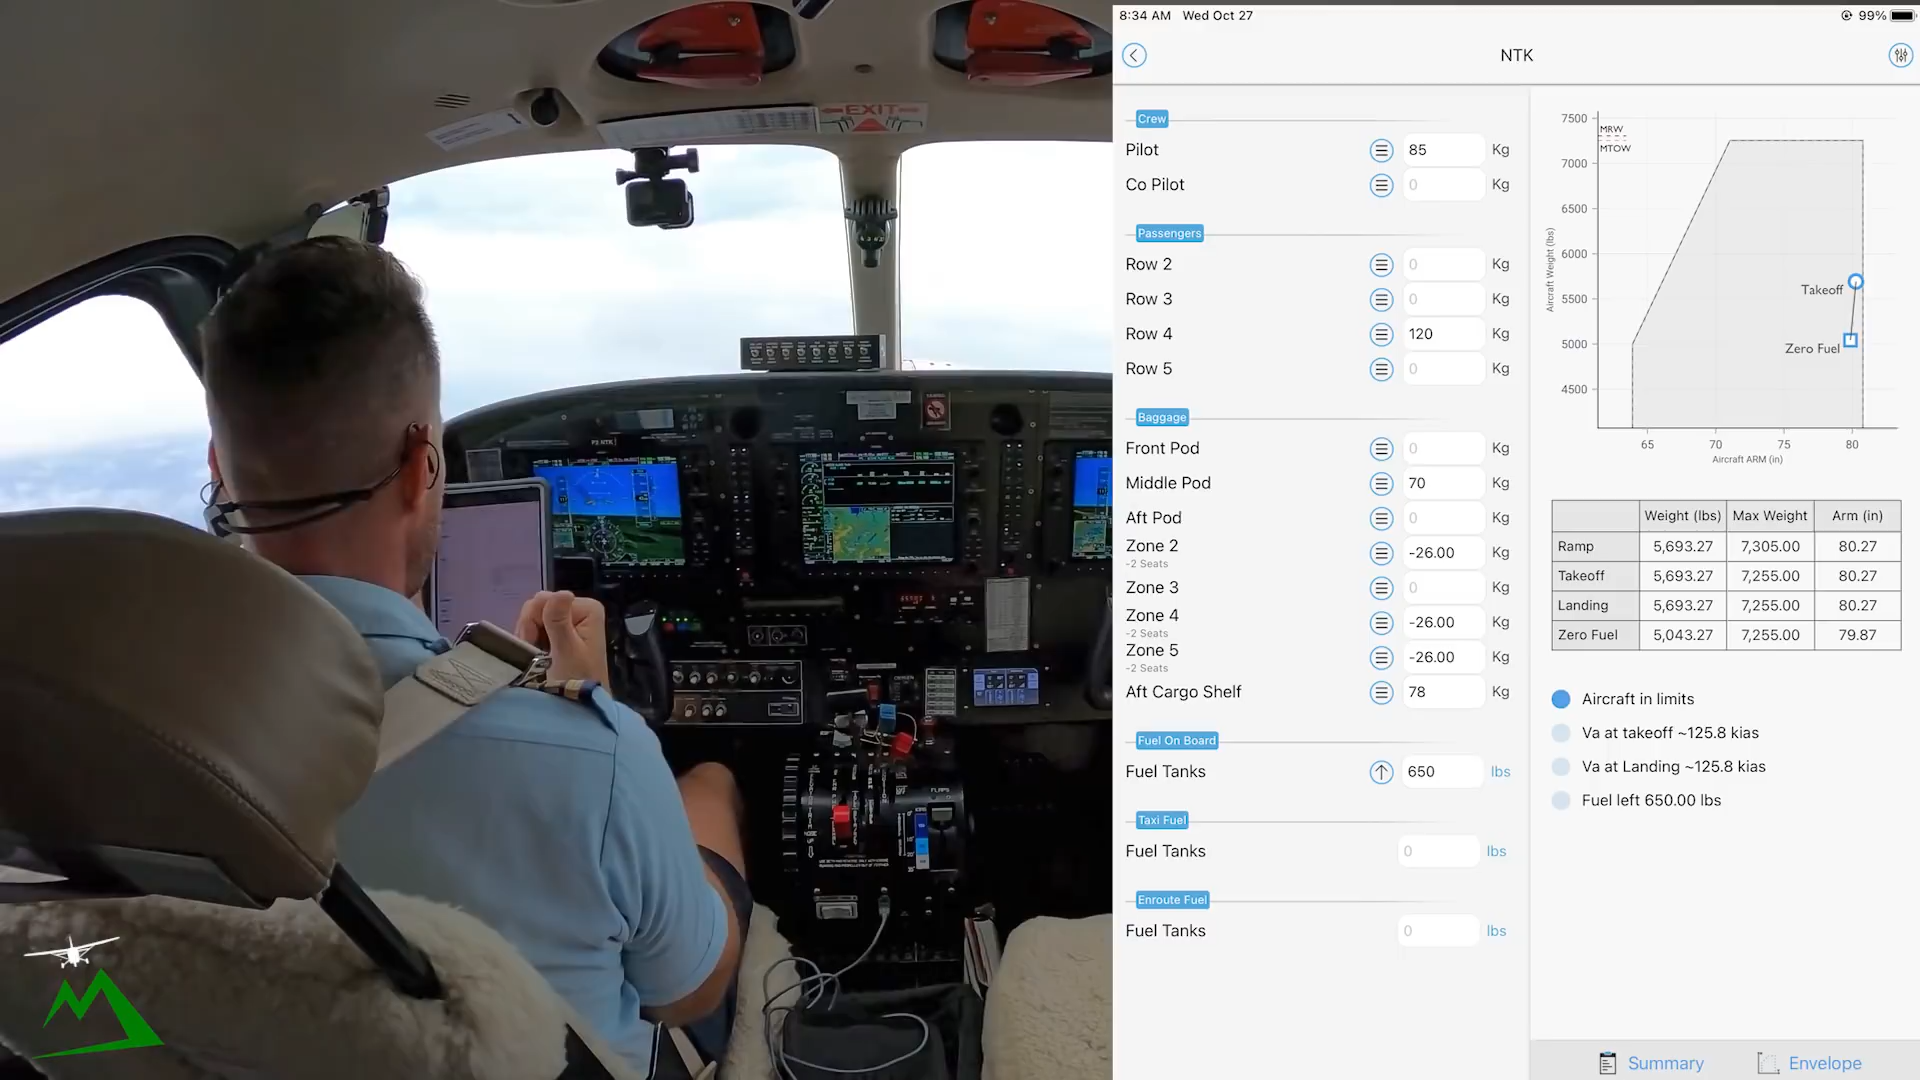 EXIT
P2 NTK
FLAPS
8:34 AM Wed Oct 27
99%
NTK
Crew
Pilot 85 Kg
Co Pilot 0 Kg
Passengers
Row 2 0 Kg
Row 3 0 Kg
Row 4 120 Kg
Row 5 0 Kg
Baggage
Front Pod 0 Kg
Middle Pod 70 Kg
Aft Pod 0 Kg
Zone 2 -26.00 Kg
-2 Seats
Zone 3 0 Kg
Zone 4 -26.00 Kg
-2 Seats
Zone 5 -26.00 Kg
-2 Seats
Aft Cargo Shelf 78 Kg
Fuel On Board
Fuel Tanks 650 lbs
Taxi Fuel
Fuel Tanks 0 lbs
Enroute Fuel
Fuel Tanks 0 lbs
7500
MRW
MTOW
7000
6500
6000
5500
5000
4500
Aircraft Weight (lbs)
Takeoff
Zero Fuel
65 70 75 80
Aircraft ARM (in)
Weight (lbs) Max Weight Arm (in)
Ramp 5,693.27 7,305.00 80.27
Takeoff 5,693.27 7,255.00 80.27
Landing 5,693.27 7,255.00 80.27
Zero Fuel 5,043.27 7,255.00 79.87
Aircraft in limits
Va at takeoff ~125.8 kias
Va at Landing ~125.8 kias
Fuel left 650.00 lbs
Summary Envelope